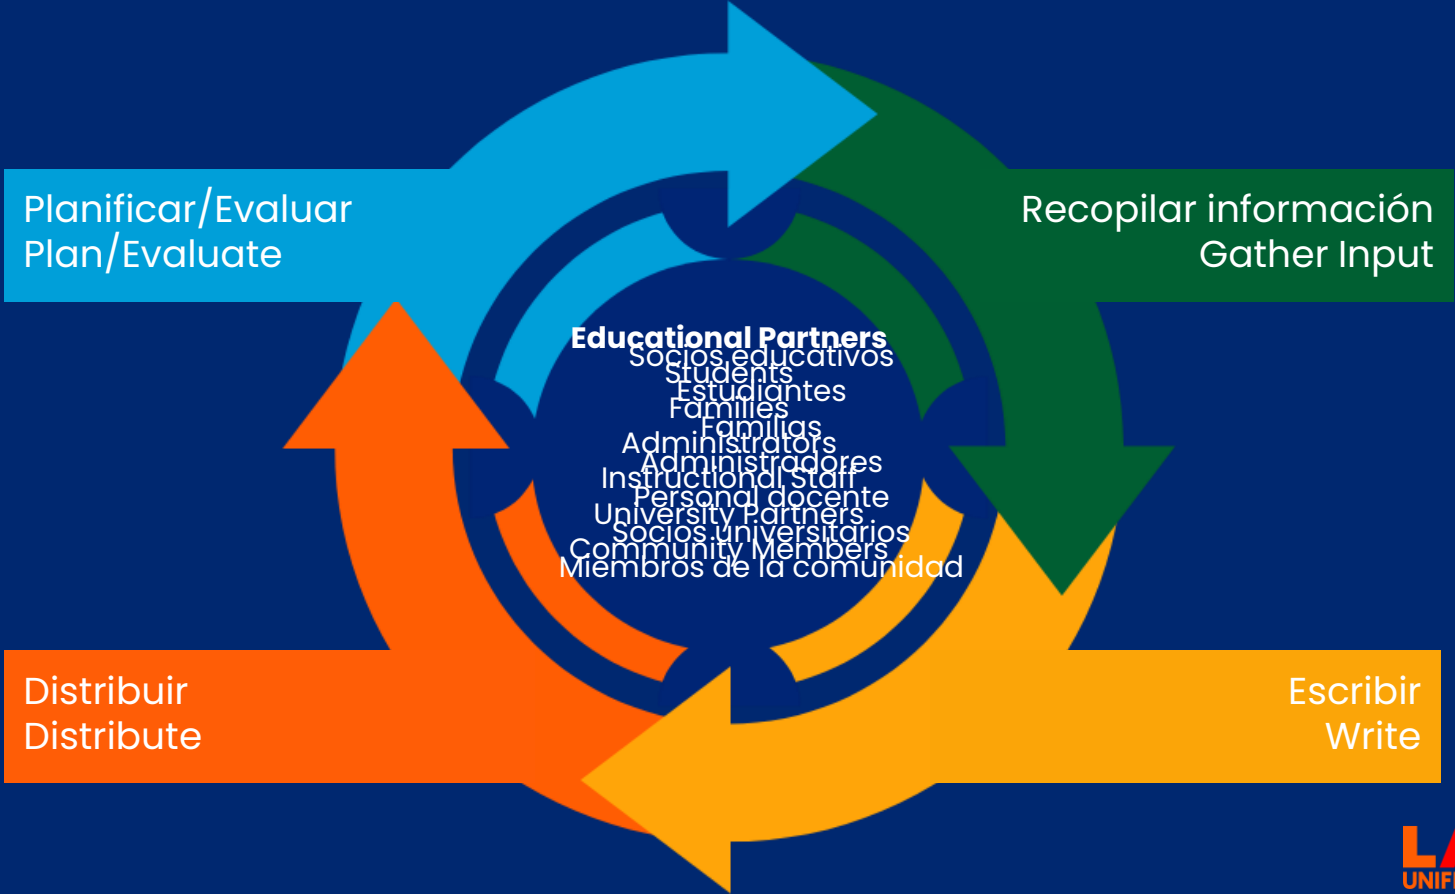 Planificar/Evaluar
Plan/Evaluate
Recopilar información
Gather Input
Educational Partners
Socios educativos
Students
Estudiantes
Families
Familias
Administrators
Administradores
Instructional Staff
Personal docente
University Partners
Socios universitarios
Community Members
Miembros de la comunidad
Distribuir
Distribute
Escribir
Write